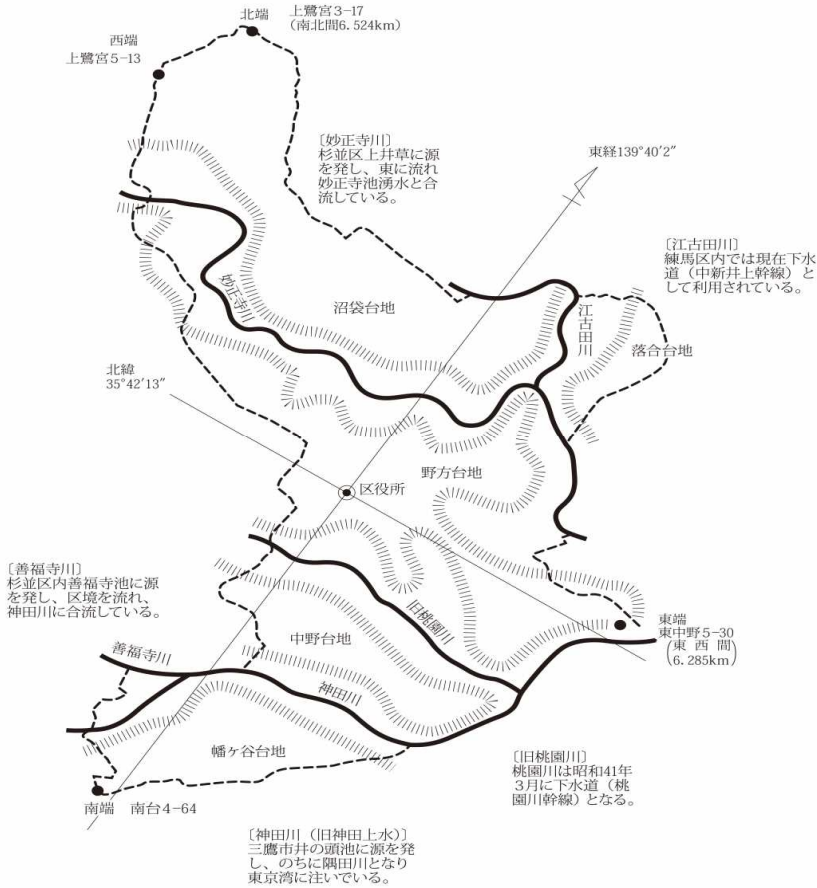 北端
上鷺宮3-17
（南北間6.524km）
西端
上鷺宮5-13
〔妙正寺川〕
杉並区上井草に源
を発し、東に流れ
妙正寺池湧水と合
流している。
東経139°40′2″
〔江古田川〕
練馬区内では現在下水
道（中新井上幹線）と
して利用されている。
妙正寺川
沼袋台地
江古田川
落合台地
北緯
35°42′13″
野方台地
区役所
〔善福寺川〕
杉並区内善福寺池に源
を発し、区境を流れ、
神田川に合流している。
旧桃園川
東端
東中野5-30
（東西間
6.285km）
中野台地
善福寺川
神田川
幡ヶ谷台地
〔旧桃園川〕
桃園川は昭和41年
3月に下水道（桃
園川幹線）となる。
南端　南台4-64
〔神田川（旧神田上水）〕
三鷹市井の頭池に源を発
し、のちに隅田川となり
東京湾に注いでいる。